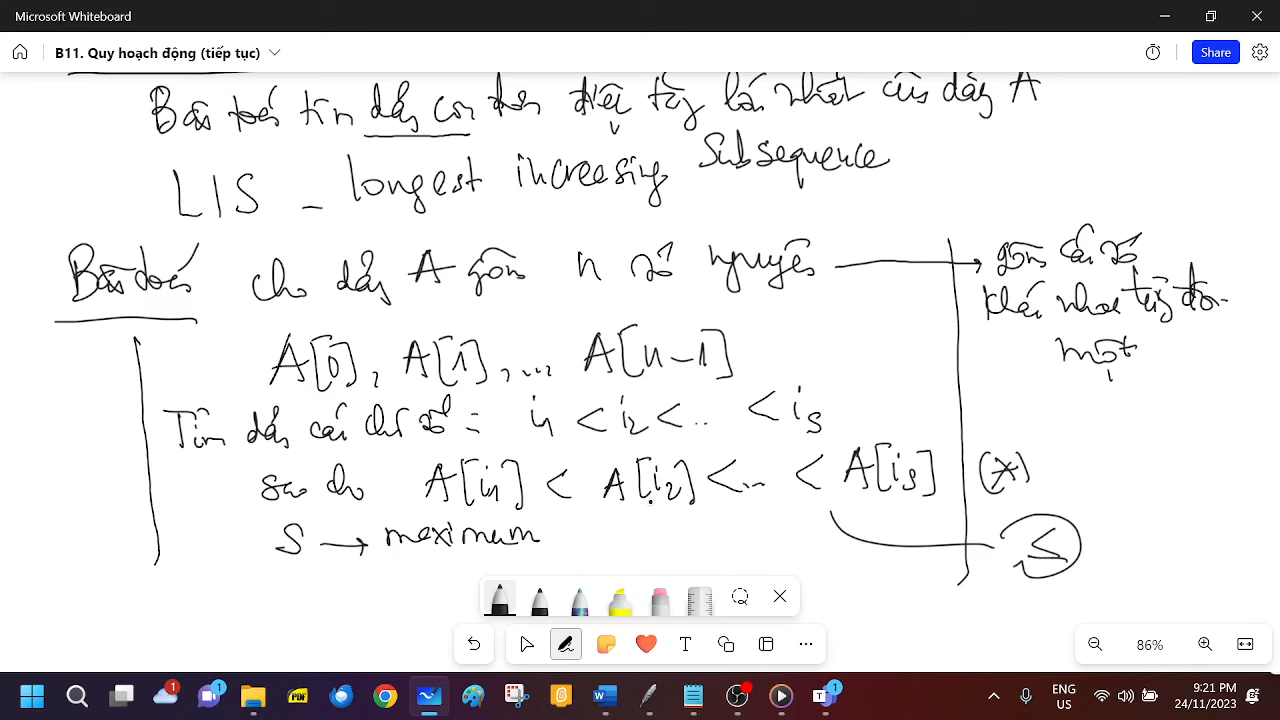 Microsoft Whiteboard
B11. Quy hoạch động (tiếp tục)
Share
Bài toán tìm dãy con đơn điệu tăng lớn nhất của dãy A
LIS - longest increasing subsequence
Bài toán cho dãy A gồm n số nguyên → gồm các số
khác nhau từng đôi
một
A[0], A[1], ... A[n-1]
Tìm dãy các chỉ số: i1 < i2 < .. < is
sao cho A[i1] < A[i2] < ... < A[is] (*)
S → maximum
≤
86%
1
1
1
ENG
US
9:21 PM
24/11/2023